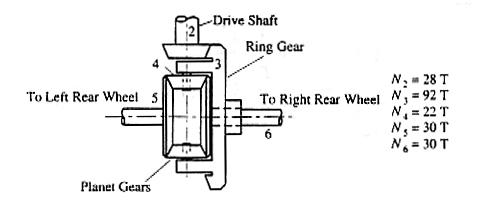 Drive Shaft
2
Ring Gear
4
3
To Left Rear Wheel
5
To Right Rear Wheel
6
Planet Gears
N₂ = 28 T
N₃ = 92 T
N₄ = 22 T
N₅ = 30 T
N₆ = 30 T